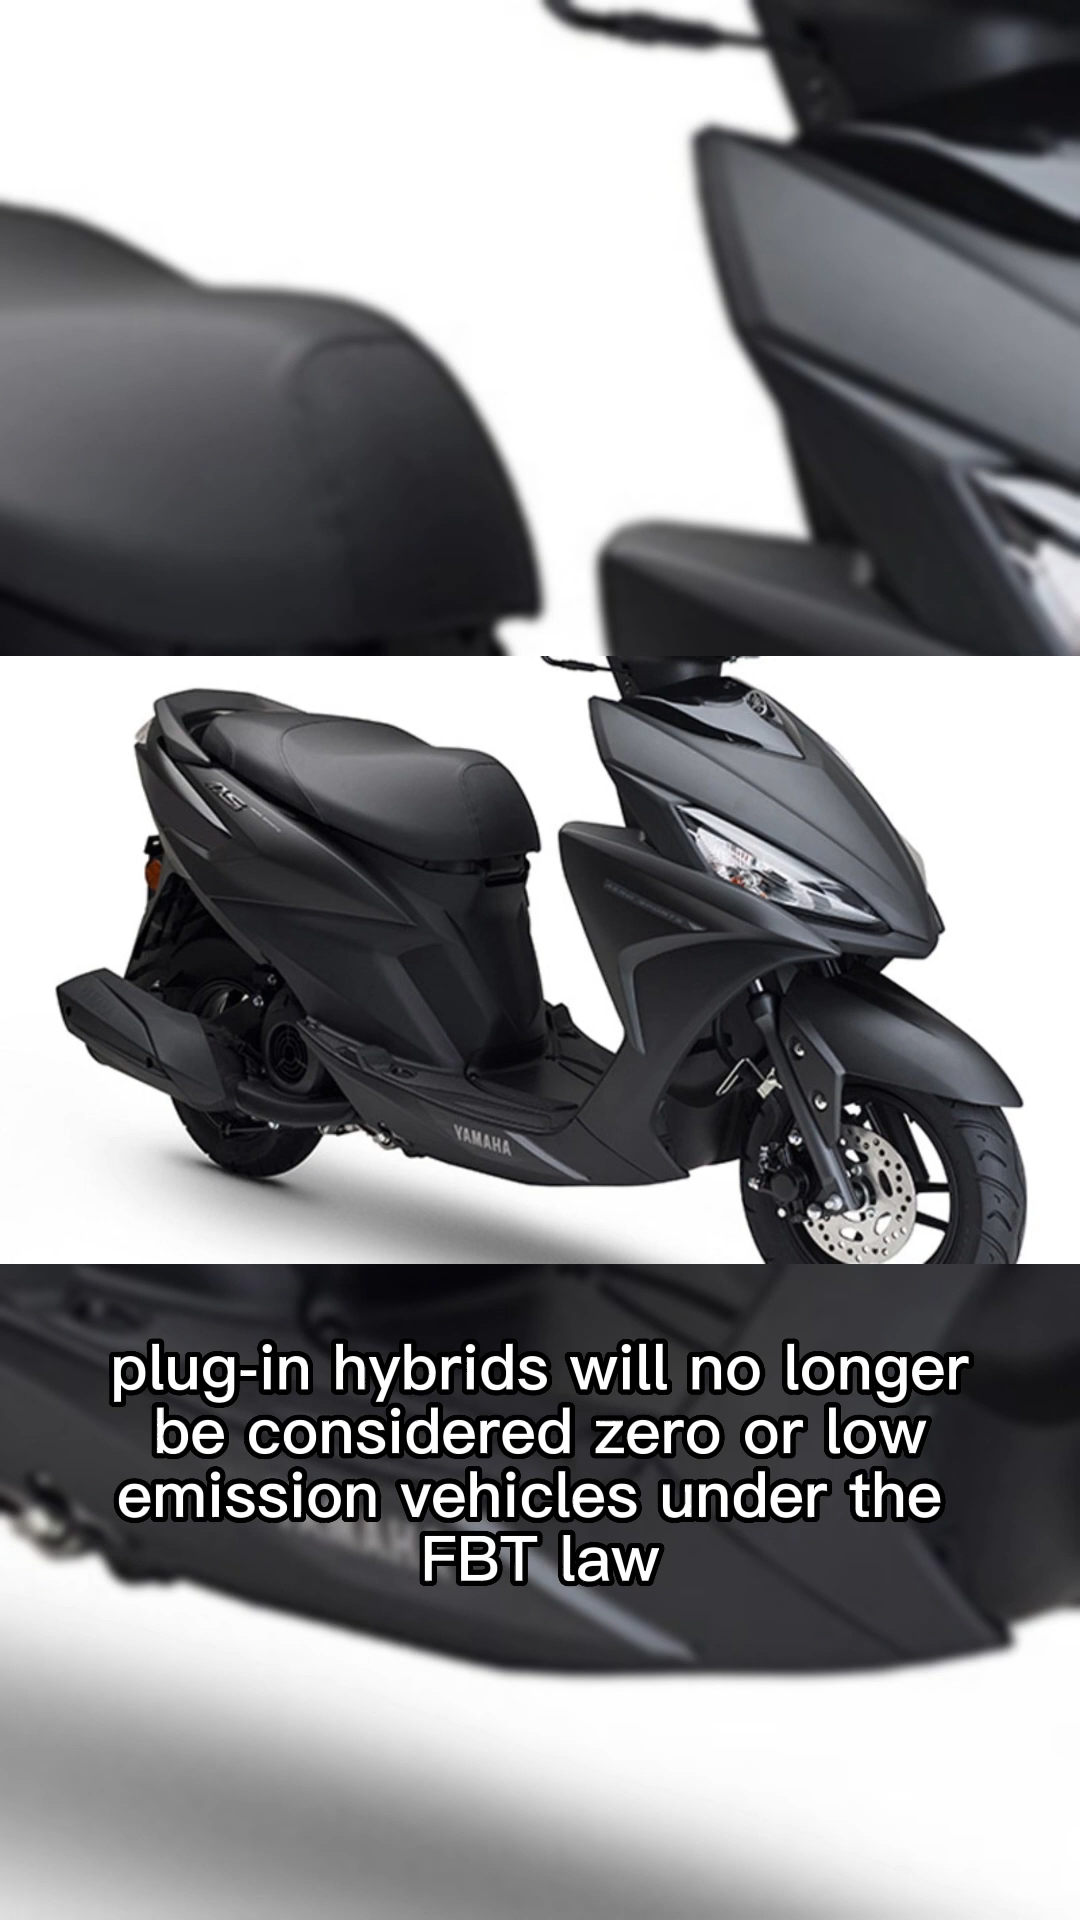 YAMAHA
plug-in hybrids will no longer
be considered zero or low
emission vehicles under the
FBT law